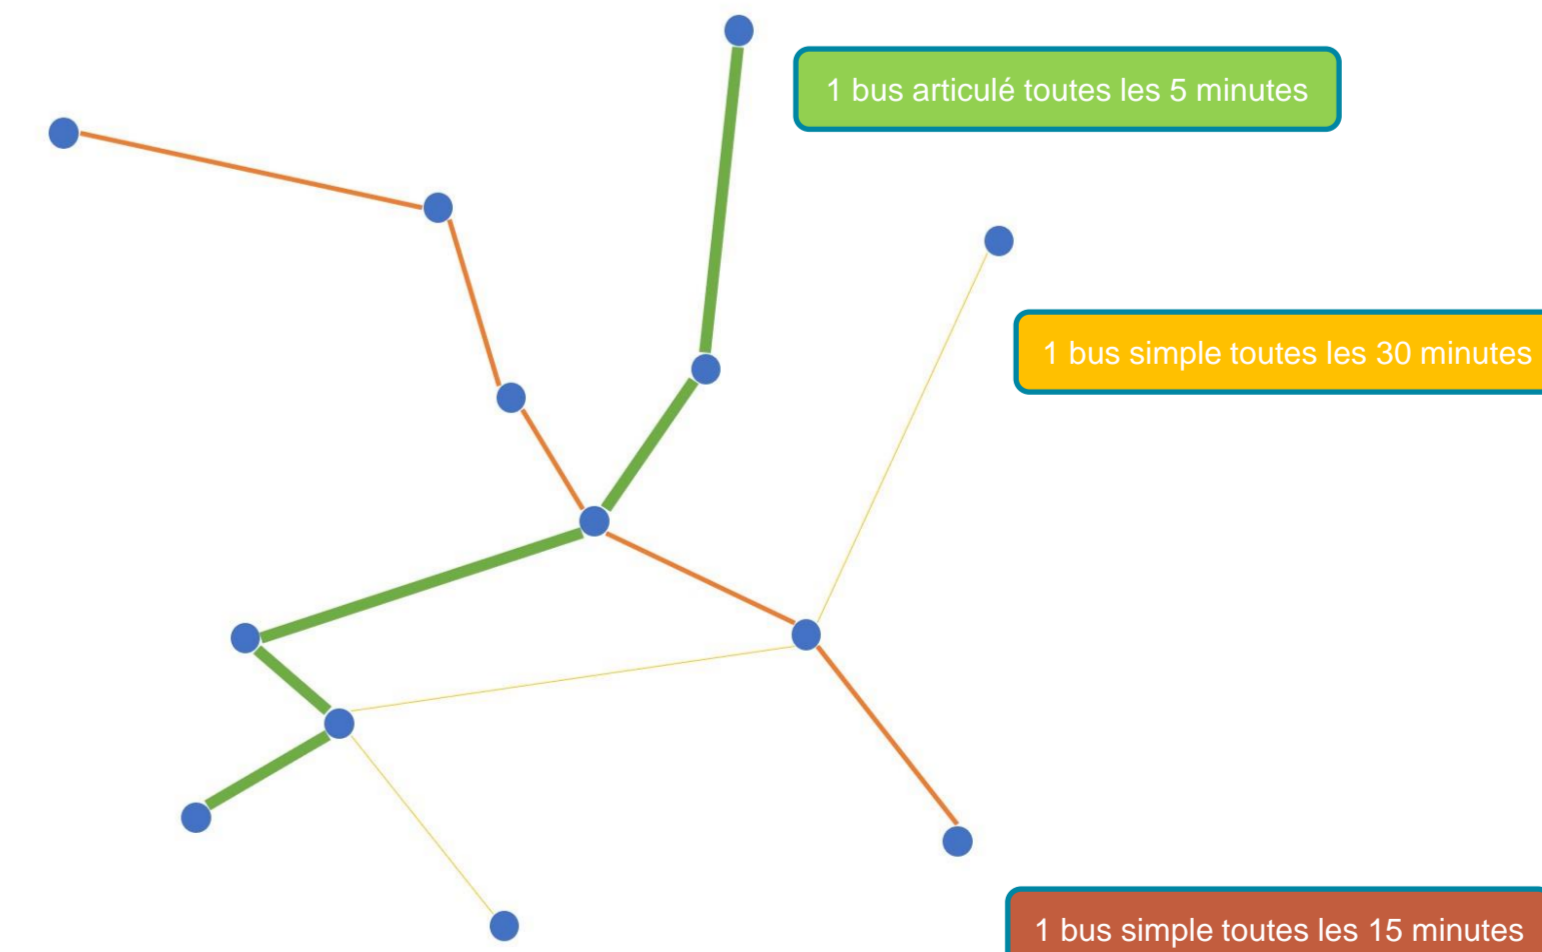 1 bus articulé toutes les 5 minutes
1 bus simple toutes les 30 minutes
1 bus simple toutes les 15 minutes